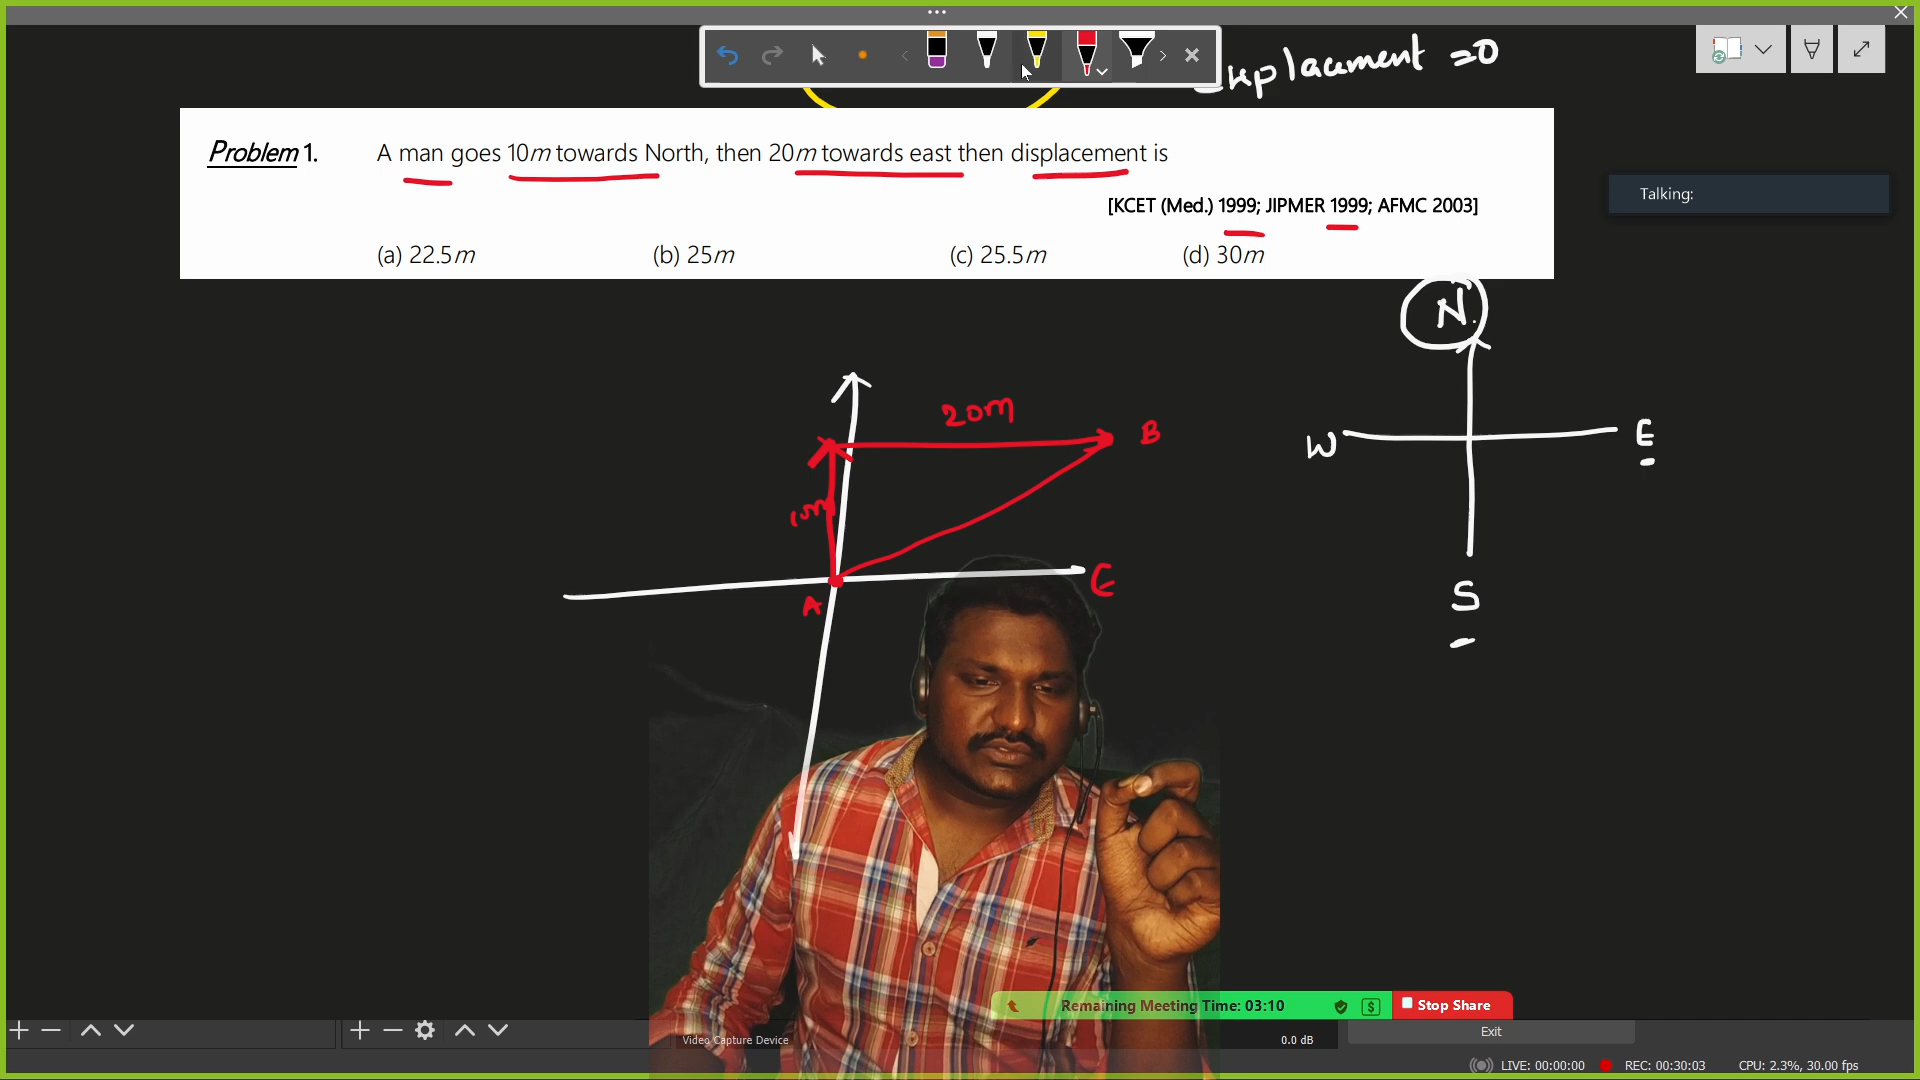 placement =0
Problem 1. A man goes 10m towards North, then 20m towards east then displacement is
[KCET (Med.) 1999; JIPMER 1999; AFMC 2003]
(a) 22.5m (b) 25m (c) 25.5m (d) 30m
Talking:
N
W E
S
20m
B
10m
A
E
Remaining Meeting Time: 03:10
Stop Share
Video Capture Device 0.0 dB
Exit
LIVE: 00:00:00 REC: 00:30:03 CPU: 2.3%, 30.00 fps